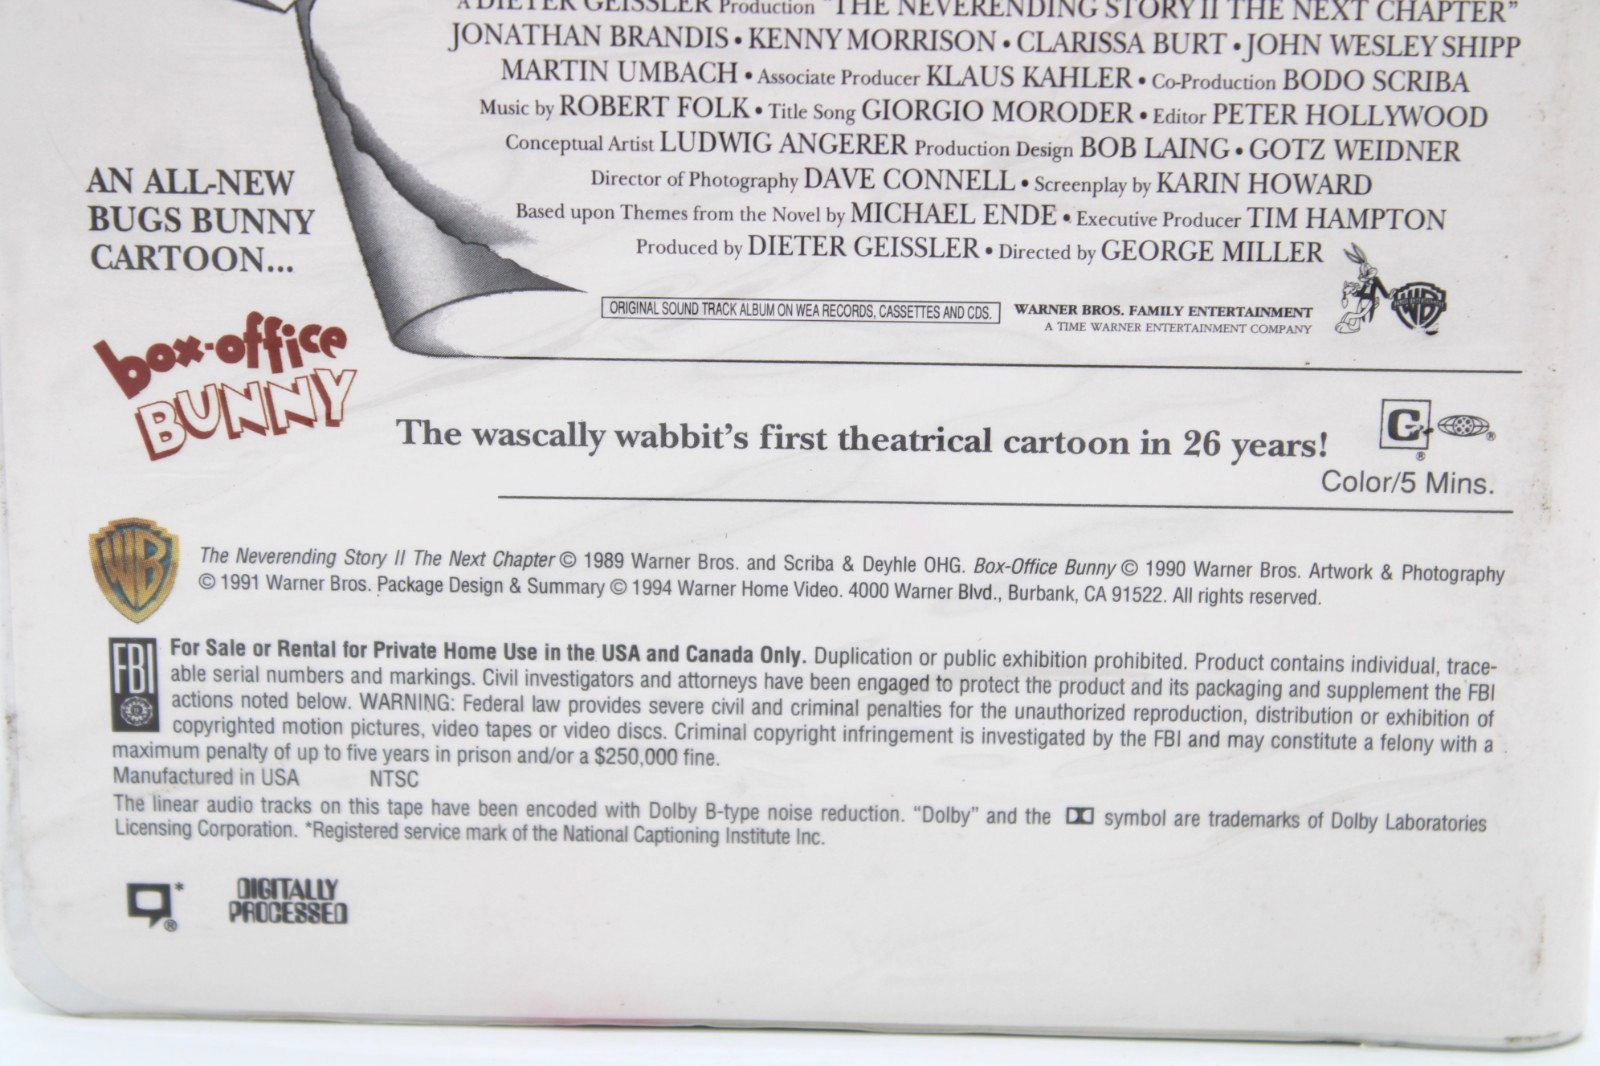 A DIETER GEISSLER Production "THE NEVERENDING STORY II THE NEXT CHAPTER"
JONATHAN BRANDIS • KENNY MORRISON • CLARISSA BURT • JOHN WESLEY SHIPP
MARTIN UMBACH • Associate Producer KLAUS KAHLER • Co-Production BODO SCRIBA
Music by ROBERT FOLK • Title Song GIORGIO MORODER • Editor PETER HOLLYWOOD
Conceptual Artist LUDWIG ANGERER Production Design BOB LAING • GOTZ WEIDNER
Director of Photography DAVE CONNELL • Screenplay by KARIN HOWARD
Based upon Themes from the Novel by MICHAEL ENDE • Executive Producer TIM HAMPTON
Produced by DIETER GEISSLER • Directed by GEORGE MILLER
ORIGINAL SOUND TRACK ALBUM ON WEA RECORDS, CASSETTES AND CDS.
WARNER BROS. FAMILY ENTERTAINMENT
A TIME WARNER ENTERTAINMENT COMPANY
AN ALL-NEW
BUGS BUNNY
CARTOON...
box-office
BUNNY
The wascally wabbit's first theatrical cartoon in 26 years!
G
Color/5 Mins.
WB
The Neverending Story II The Next Chapter © 1989 Warner Bros. and Scriba & Deyhle OHG. Box-Office Bunny © 1990 Warner Bros. Artwork & Photography
© 1991 Warner Bros. Package Design & Summary © 1994 Warner Home Video. 4000 Warner Blvd., Burbank, CA 91522. All rights reserved.
FBI
For Sale or Rental for Private Home Use in the USA and Canada Only. Duplication or public exhibition prohibited. Product contains individual, trace-
able serial numbers and markings. Civil investigators and attorneys have been engaged to protect the product and its packaging and supplement the FBI
actions noted below. WARNING: Federal law provides severe civil and criminal penalties for the unauthorized reproduction, distribution or exhibition of
copyrighted motion pictures, video tapes or video discs. Criminal copyright infringement is investigated by the FBI and may constitute a felony with a
maximum penalty of up to five years in prison and/or a $250,000 fine.
Manufactured in USA NTSC
The linear audio tracks on this tape have been encoded with Dolby B-type noise reduction. "Dolby" and the symbol are trademarks of Dolby Laboratories
Licensing Corporation. *Registered service mark of the National Captioning Institute Inc.
* ®
DIGITALLY
PROCESSED